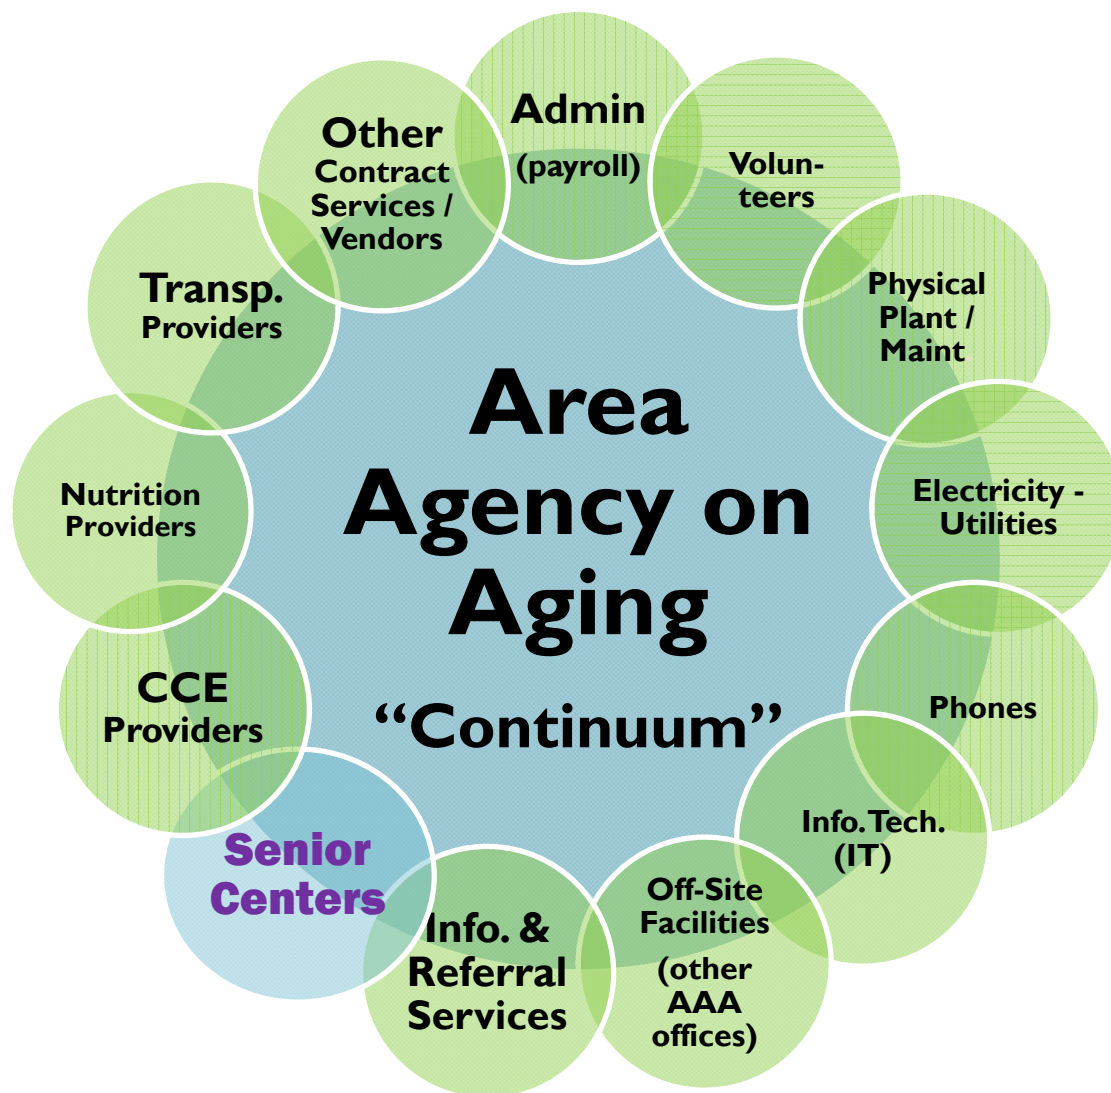 Admin
(payroll)
Volun-
teers
Physical
Plant /
Maint
Electricity -
Utilities
Phones
Info. Tech.
(IT)
Off-Site
Facilities
(other
AAA
offices)
Info. &
Referral
Services
Senior
Centers
CCE
Providers
Nutrition
Providers
Transp.
Providers
Other
Contract
Services /
Vendors
Area
Agency on
Aging
“Continuum”